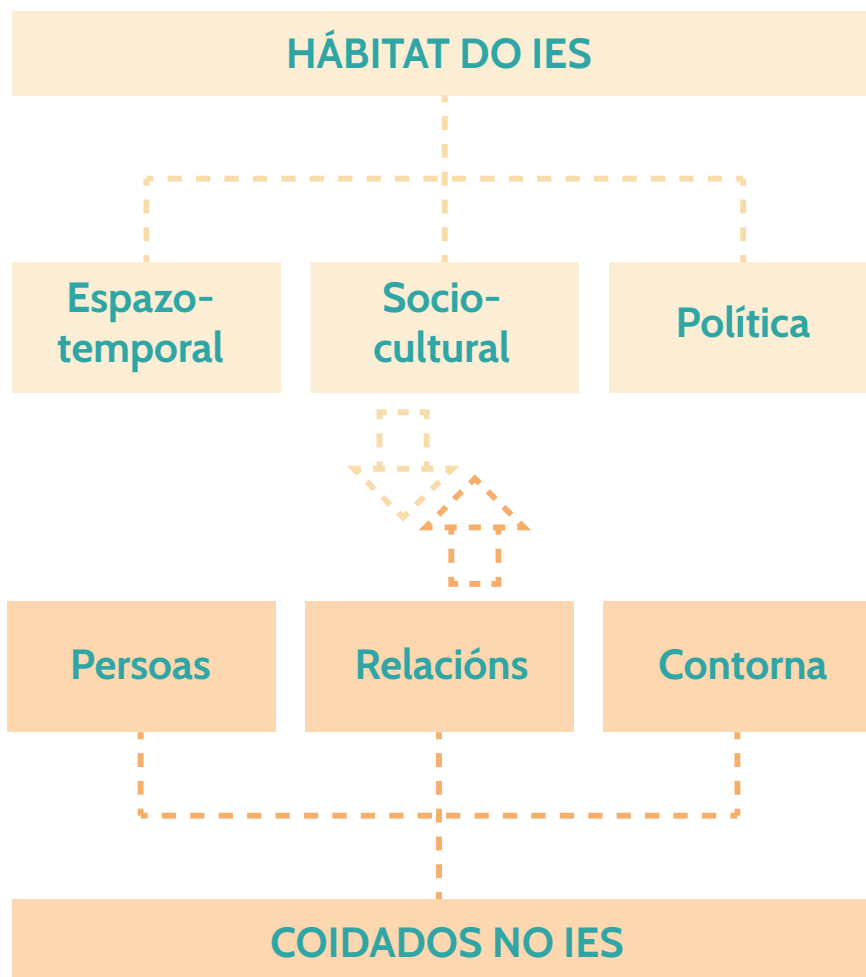 HÁBITAT DO IES
Espazo-
temporal
Socio-
cultural
Política
Persoas
Relacións
Contorna
COIDADOS NO IES